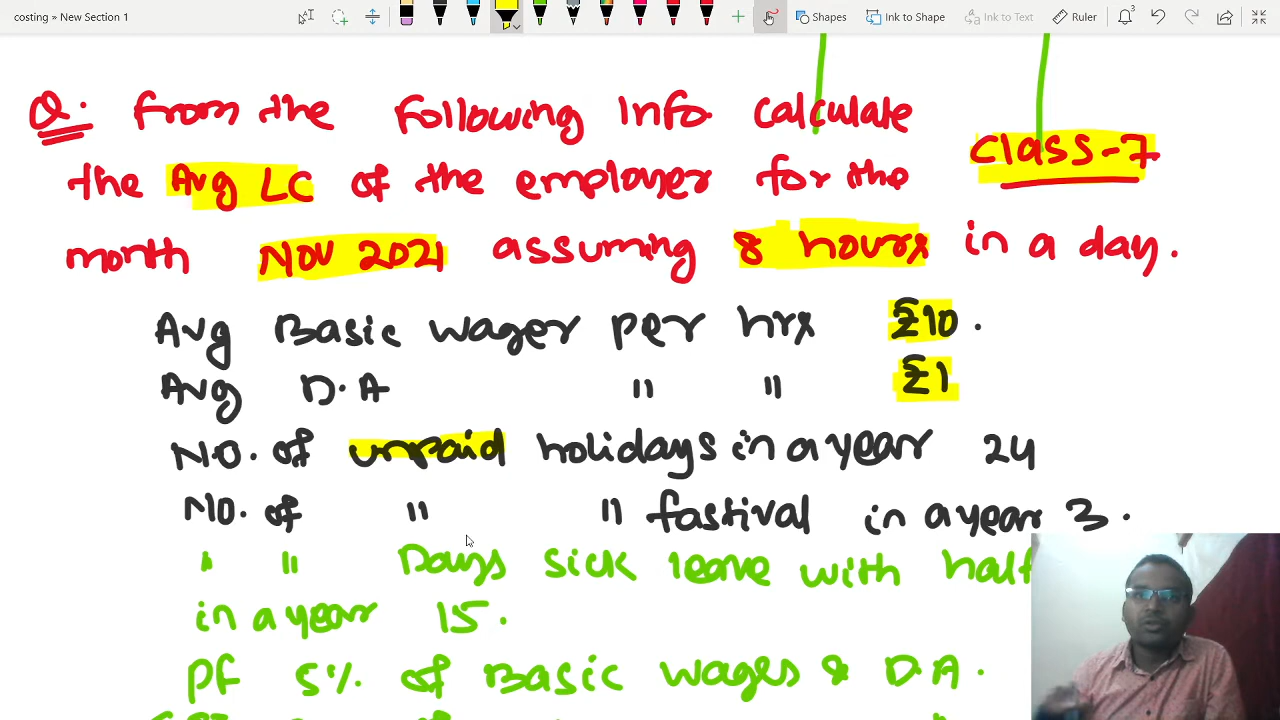 costing » New Section 1
Shapes
Ink to Shape
Ink to Text
Ruler
3
Q. From the Following Info. Calculate
Class-7
the Avg LC of the employer for the
month Nov 2021 assuming 8 hours in a day.
Avg Basic wages per hrs ₹10.
Avg D.A " " ₹1
NO. of unpaid holidays in a year 24
NO. of " " fastival in a year 3.
" " Days sick leave with half
in a year 15.
Pf 5% of Basic wages & D.A.